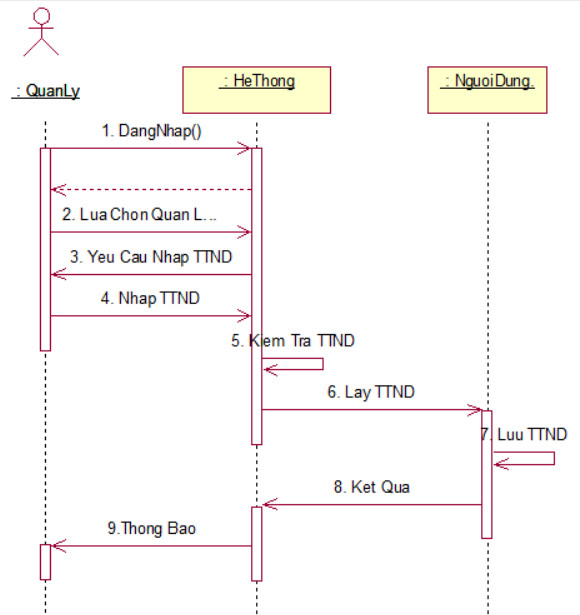 : QuanLy
: HeThong
: NguoiDung.
1. DangNhap()
2. Lua Chon Quan L...
3. Yeu Cau Nhap TTND
4. Nhap TTND
5. Kiem Tra TTND
6. Lay TTND
7. Luu TTND
8. Ket Qua
9.Thong Bao